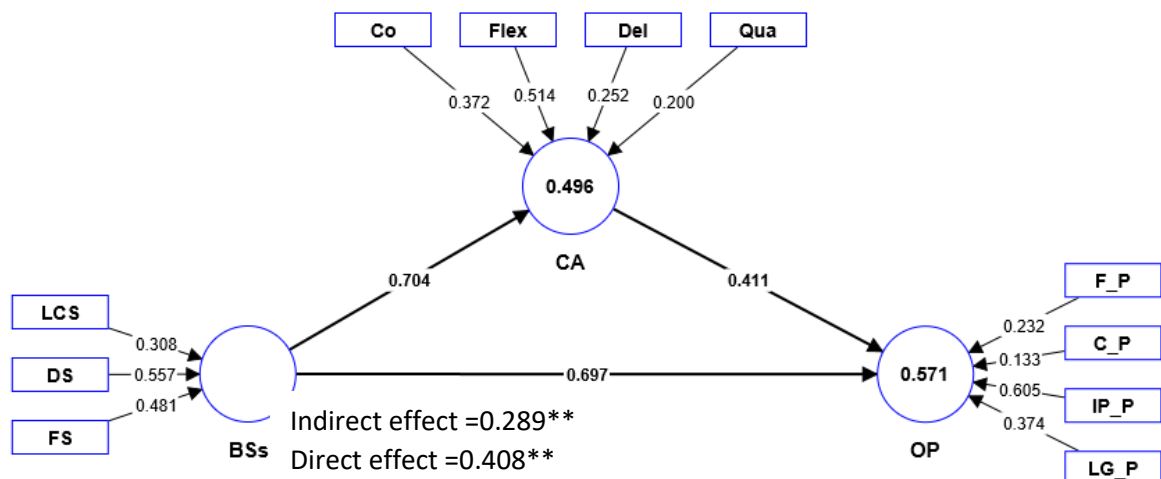 Co Flex Del Qua
0.372 0.514 0.252 0.200
0.496
CA
0.704 0.411
LCS
0.308
DS
0.557
FS
0.481
BSs
0.697
Indirect effect =0.289**
Direct effect =0.408**
0.571
OP
F_P
0.232
C_P
0.133
IP_P
0.605
LG_P
0.374